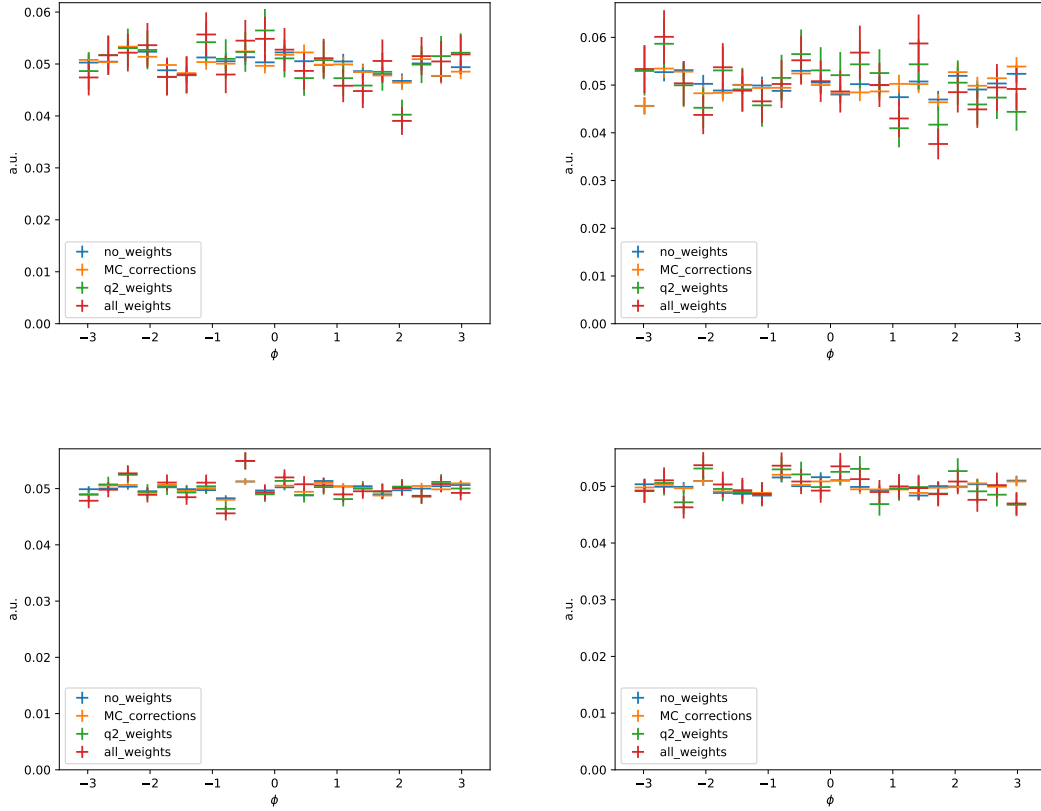 0.06
0.05
0.04
0.03
0.02
0.01
0.00
a.u.
no_weights
MC_corrections
q2_weights
all_weights
−3 −2 −1 0 1 2 3
ϕ
0.06
0.05
0.04
0.03
0.02
0.01
0.00
a.u.
no_weights
MC_corrections
q2_weights
all_weights
−3 −2 −1 0 1 2 3
ϕ
0.05
0.04
0.03
0.02
0.01
0.00
a.u.
no_weights
MC_corrections
q2_weights
all_weights
−3 −2 −1 0 1 2 3
ϕ
0.05
0.04
0.03
0.02
0.01
0.00
a.u.
no_weights
MC_corrections
q2_weights
all_weights
−3 −2 −1 0 1 2 3
ϕ